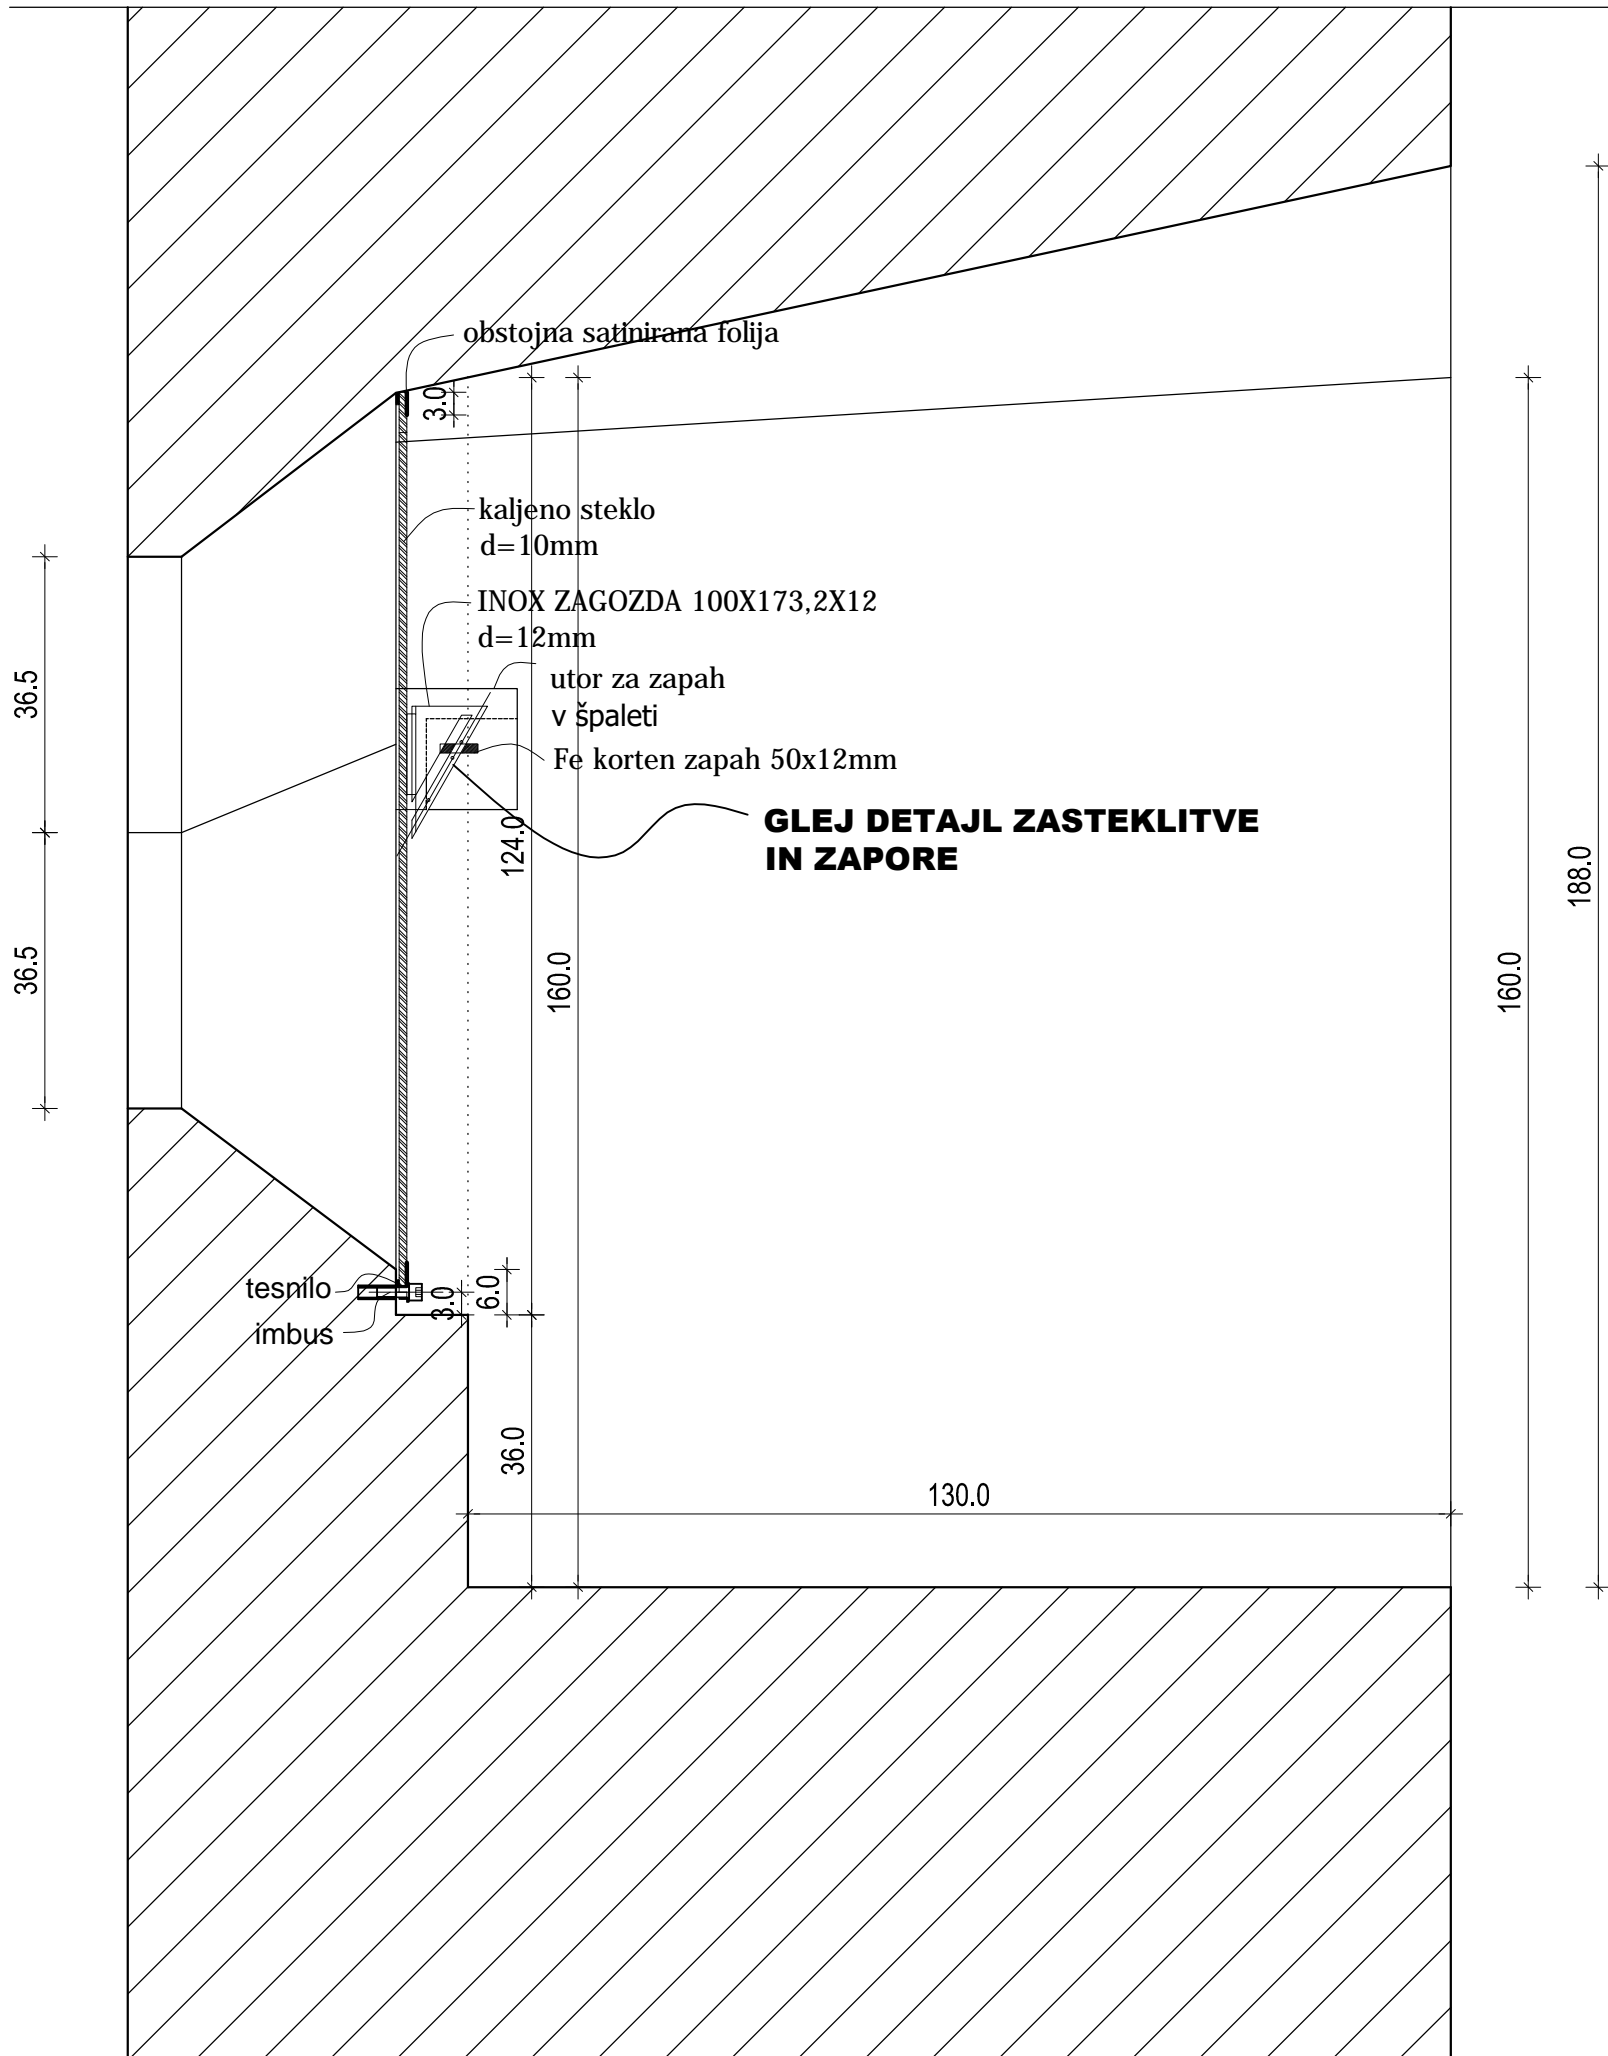 obstojna satinirana folija
3.0
kaljeno steklo
d=10mm
INOX ZAGOZDA 100X173,2X12
d=12mm
utor za zapah
v špaleti
Fe korten zapah 50x12mm
GLEJ DETAJL ZASTEKLITVE
IN ZAPORE
36.5
36.5
124.0
160.0
160.0
188.0
tesnilo
imbus
3.0
6.0
36.0
130.0